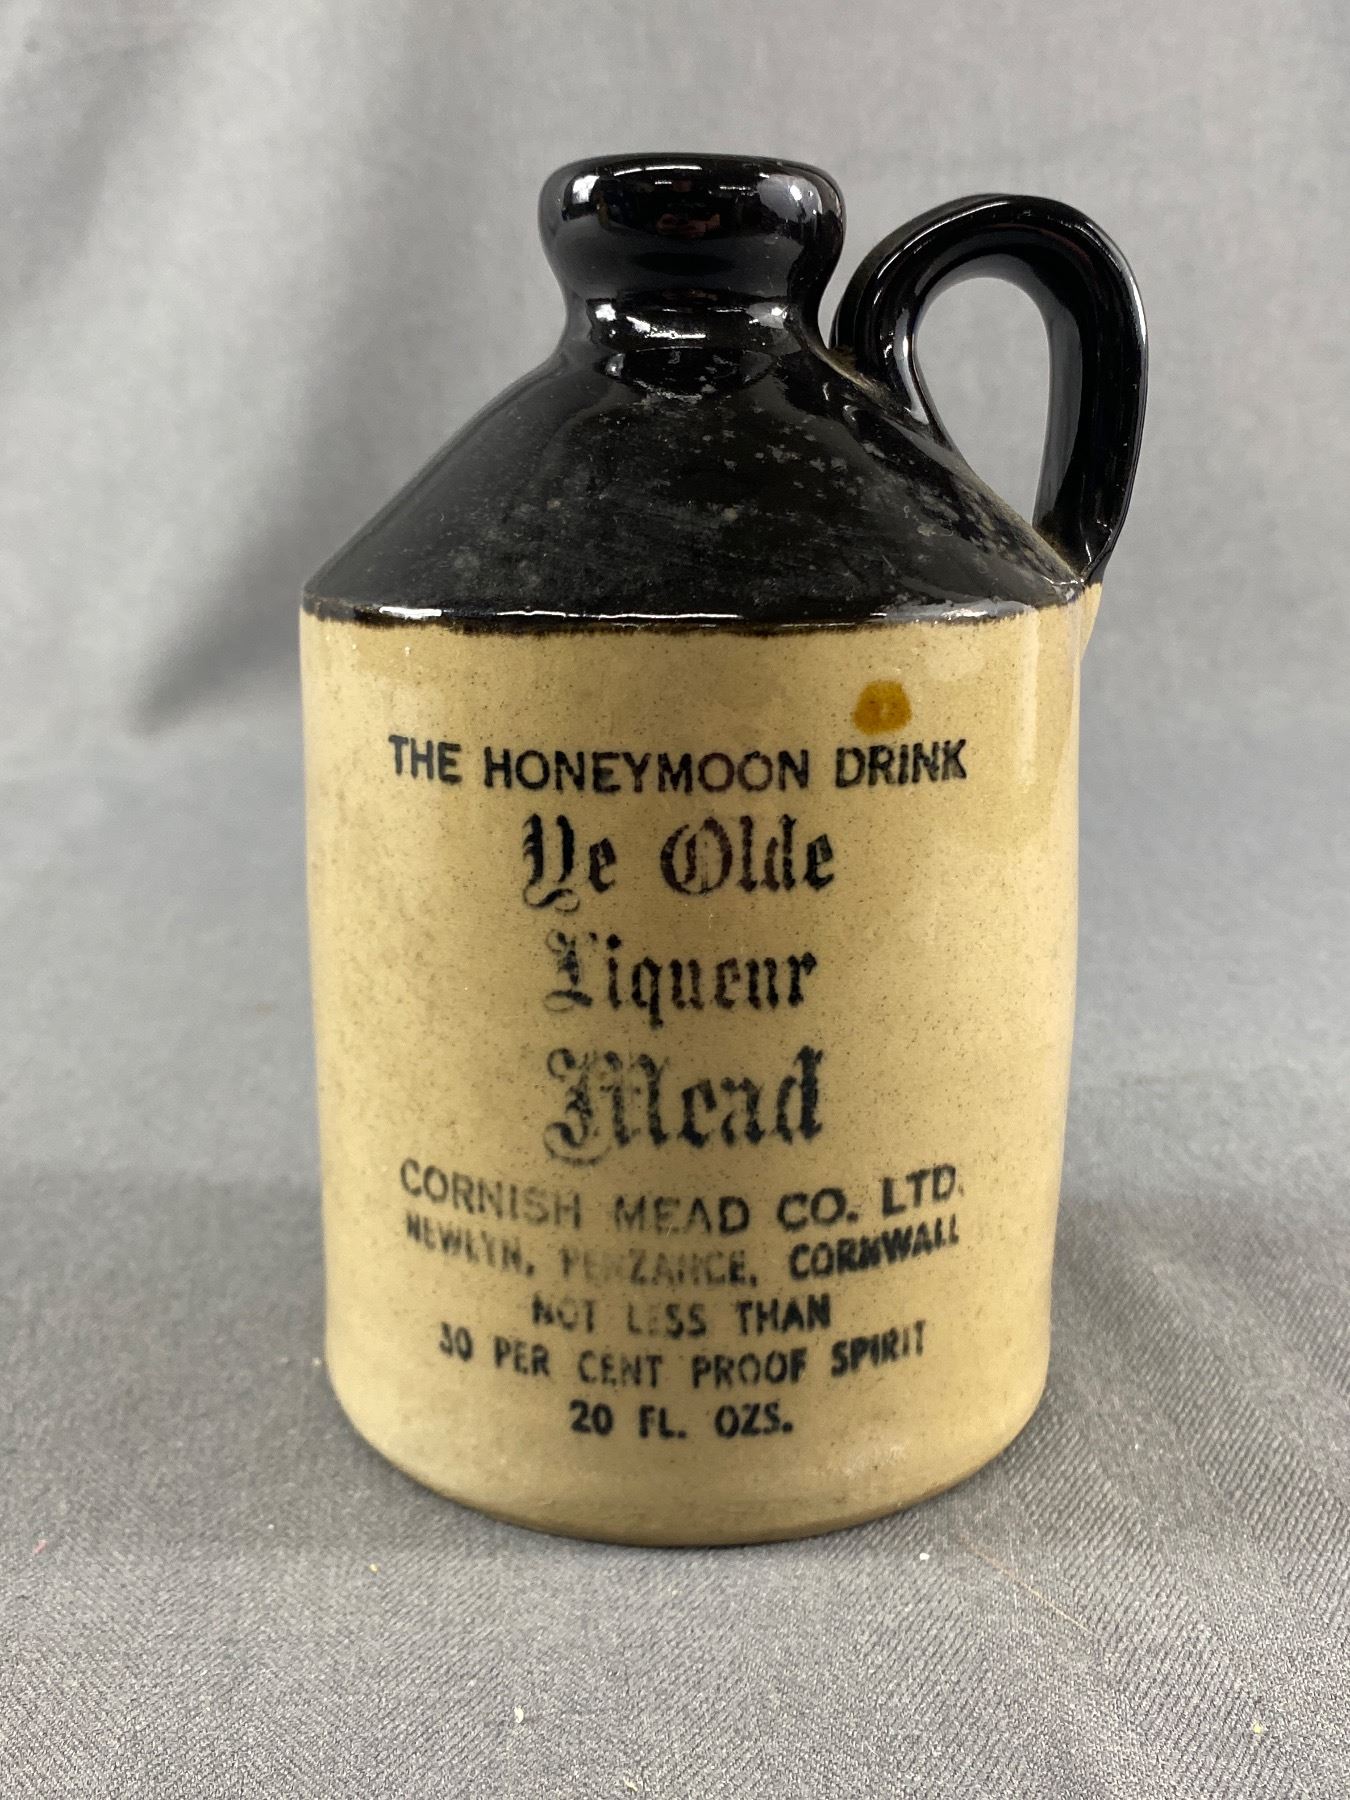 THE HONEYMOON DRINK
Ye Olde
Liqueur
Mead
CORNISH MEAD CO. LTD.
NEWLYN, PENZANCE, CORNWALL
NOT LESS THAN
30 PER CENT PROOF SPIRIT
20 FL. OZS.